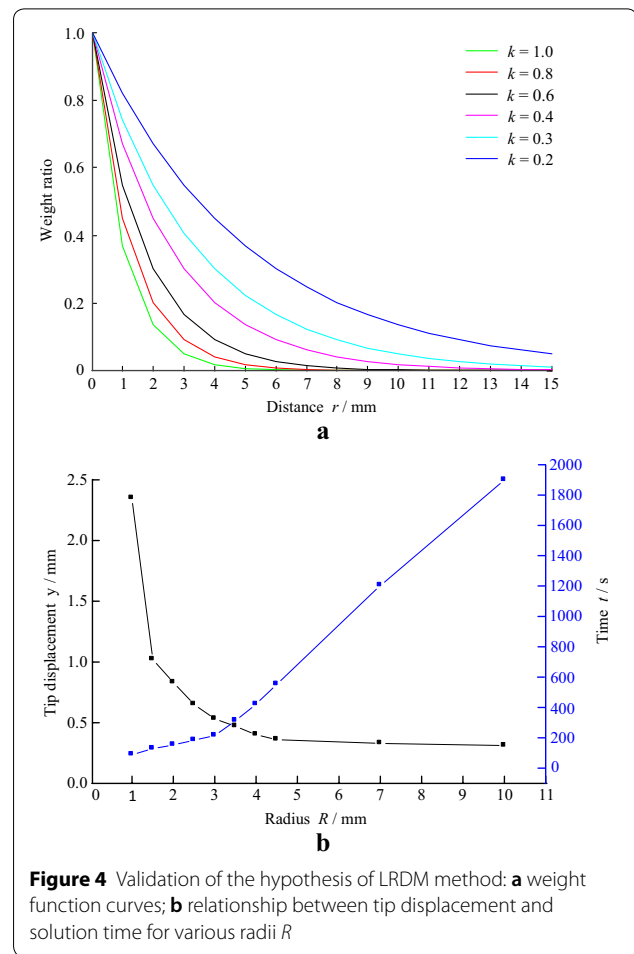 1.0
0.8
0.6
0.4
0.2
0
Weight ratio
k = 1.0
k = 0.8
k = 0.6
k = 0.4
k = 0.3
k = 0.2
0 1 2 3 4 5 6 7 8 9 10 11 12 13 14 15
Distance r / mm
a
2.5
2.0
1.5
1.0
0.5
0.0
Tip displacement y / mm
2000
1800
1600
1400
1200
1000
800
600
400
200
0
Time t / s
0 1 2 3 4 5 6 7 8 9 10 11
Radius R / mm
b
Figure 4 Validation of the hypothesis of LRDM method: a weight
function curves; b relationship between tip displacement and
solution time for various radii R